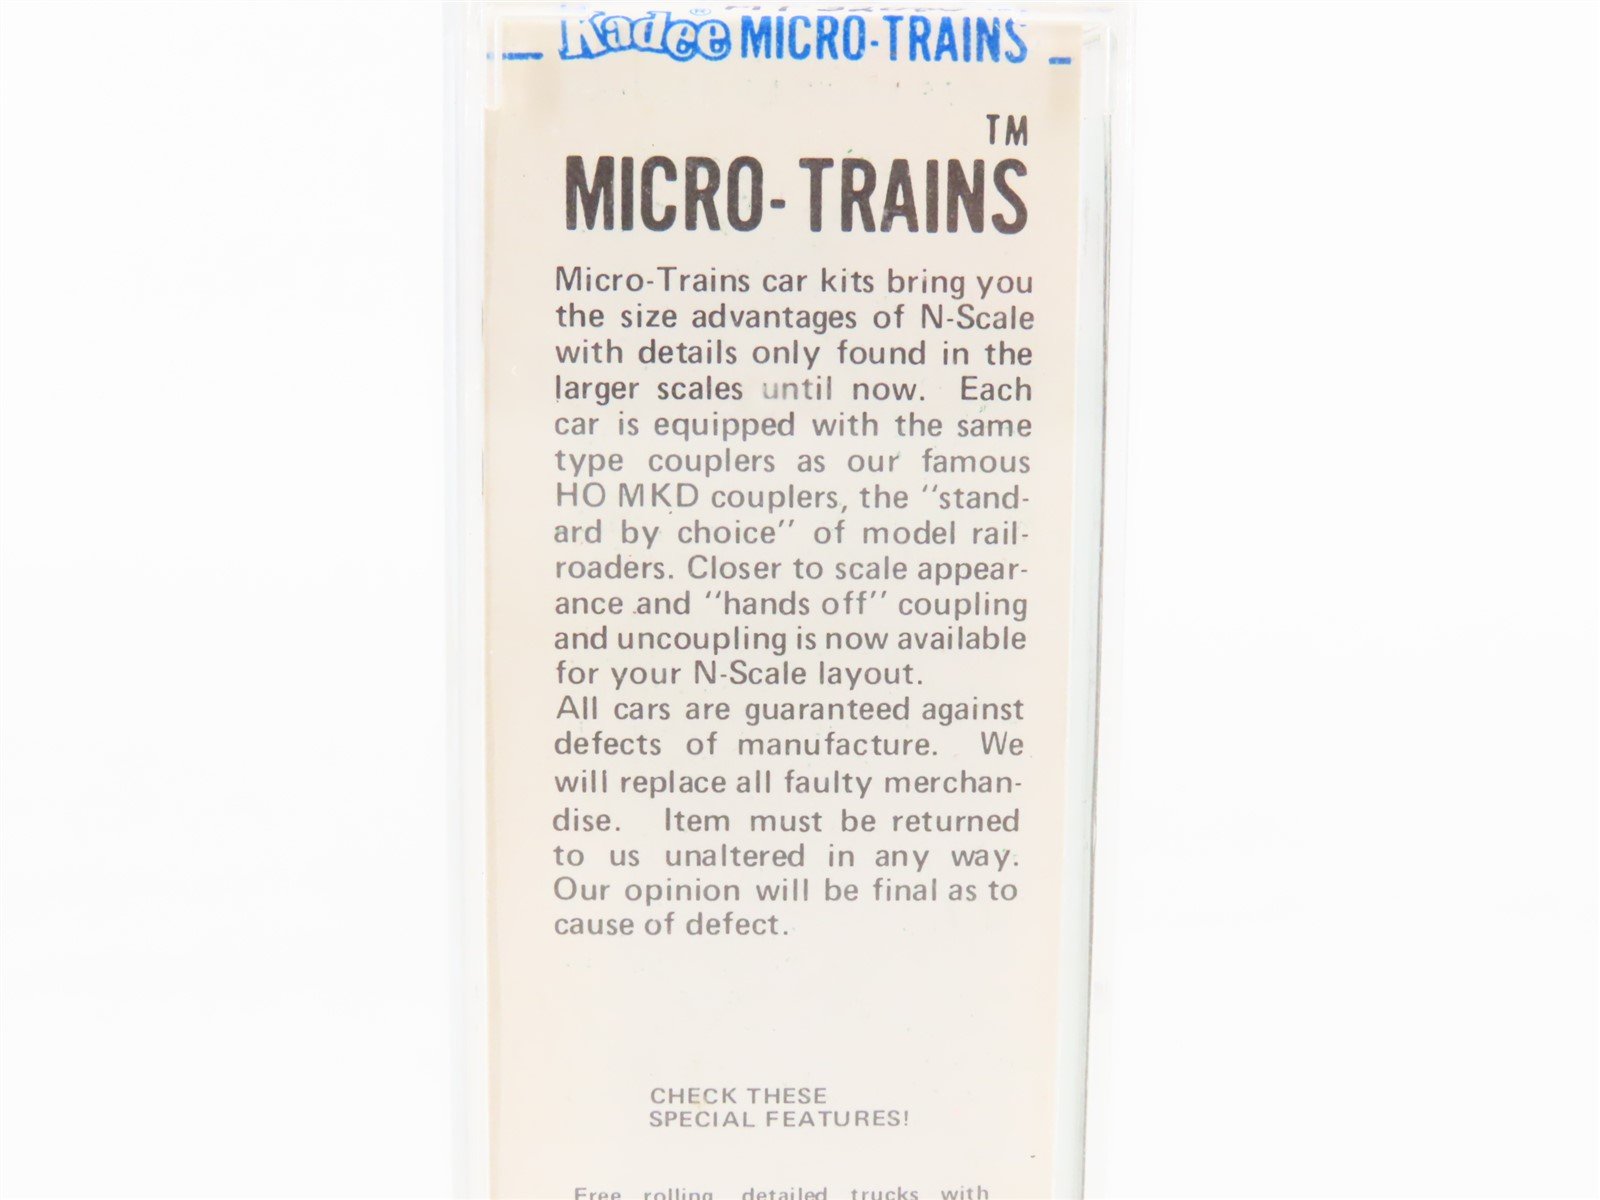 Kadee® MICRO-TRAINS
TM
MICRO-TRAINS
Micro-Trains car kits bring you
the size advantages of N-Scale
with details only found in the
larger scales until now. Each
car is equipped with the same
type couplers as our famous
HO MKD couplers, the "stand-
ard by choice" of model rail-
roaders. Closer to scale appear-
ance and "hands off" coupling
and uncoupling is now available
for your N-Scale layout.
All cars are guaranteed against
defects of manufacture. We
will replace all faulty merchan-
dise. Item must be returned
to us unaltered in any way.
Our opinion will be final as to
cause of defect.
CHECK THESE
SPECIAL FEATURES!
Free rolling, detailed trucks with